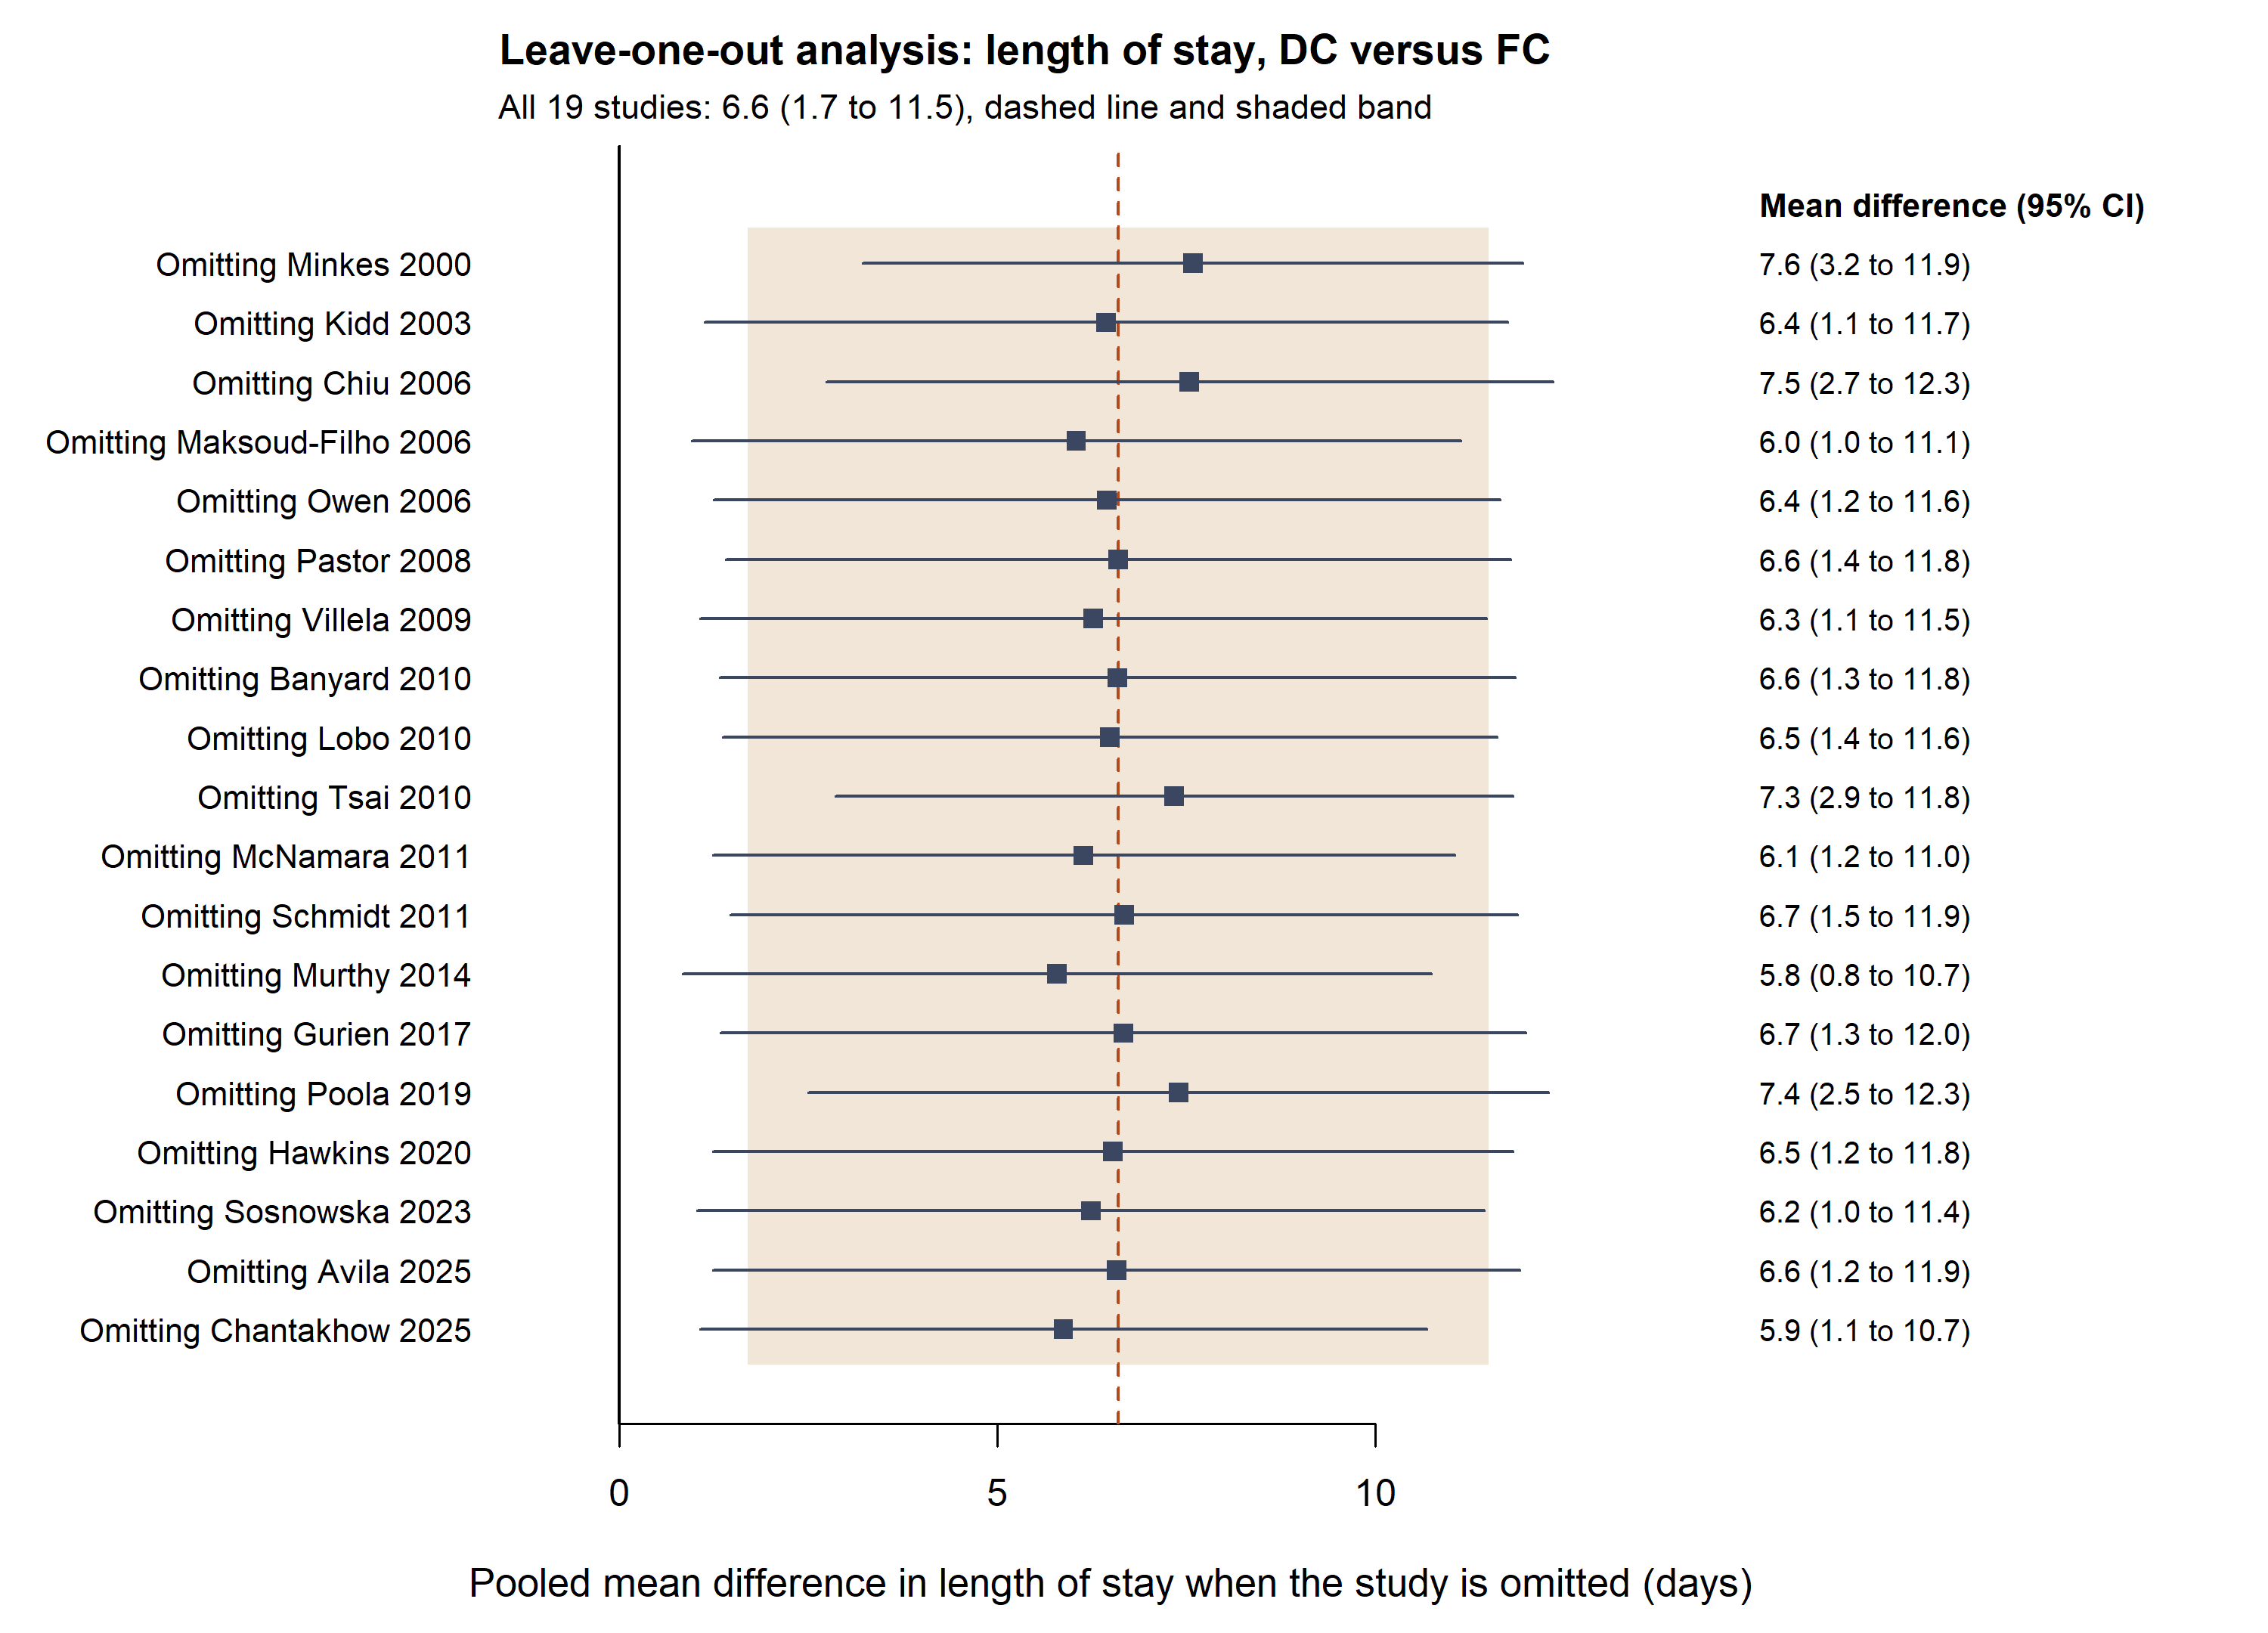 Leave-one-out analysis: length of stay, DC versus FC
All 19 studies: 6.6 (1.7 to 11.5), dashed line and shaded band
Mean difference (95% CI)
Omitting Minkes 2000 7.6 (3.2 to 11.9)
Omitting Kidd 2003 6.4 (1.1 to 11.7)
Omitting Chiu 2006 7.5 (2.7 to 12.3)
Omitting Maksoud-Filho 2006 6.0 (1.0 to 11.1)
Omitting Owen 2006 6.4 (1.2 to 11.6)
Omitting Pastor 2008 6.6 (1.4 to 11.8)
Omitting Villela 2009 6.3 (1.1 to 11.5)
Omitting Banyard 2010 6.6 (1.3 to 11.8)
Omitting Lobo 2010 6.5 (1.4 to 11.6)
Omitting Tsai 2010 7.3 (2.9 to 11.8)
Omitting McNamara 2011 6.1 (1.2 to 11.0)
Omitting Schmidt 2011 6.7 (1.5 to 11.9)
Omitting Murthy 2014 5.8 (0.8 to 10.7)
Omitting Gurien 2017 6.7 (1.3 to 12.0)
Omitting Poola 2019 7.4 (2.5 to 12.3)
Omitting Hawkins 2020 6.5 (1.2 to 11.8)
Omitting Sosnowska 2023 6.2 (1.0 to 11.4)
Omitting Avila 2025 6.6 (1.2 to 11.9)
Omitting Chantakhow 2025 5.9 (1.1 to 10.7)
0 5 10
Pooled mean difference in length of stay when the study is omitted (days)